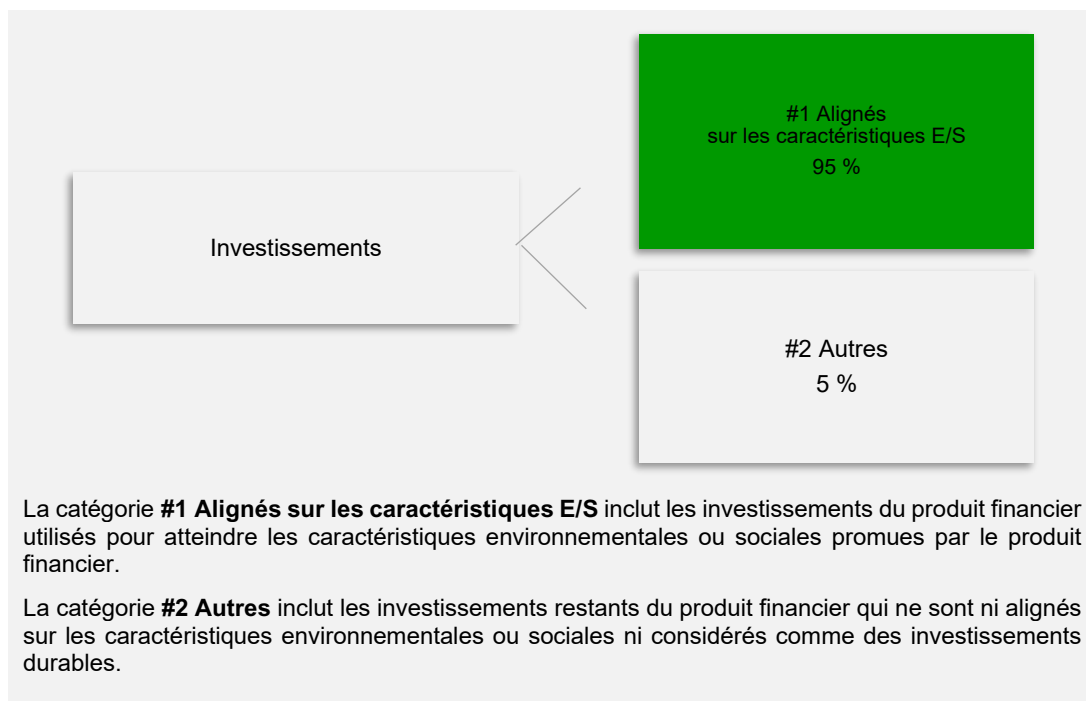 #1 Alignés
sur les caractéristiques E/S
95 %
Investissements
#2 Autres
5 %
La catégorie #1 Alignés sur les caractéristiques E/S inclut les investissements du produit financier
utilisés pour atteindre les caractéristiques environnementales ou sociales promues par le produit
financier.
La catégorie #2 Autres inclut les investissements restants du produit financier qui ne sont ni alignés
sur les caractéristiques environnementales ou sociales ni considérés comme des investissements
durables.